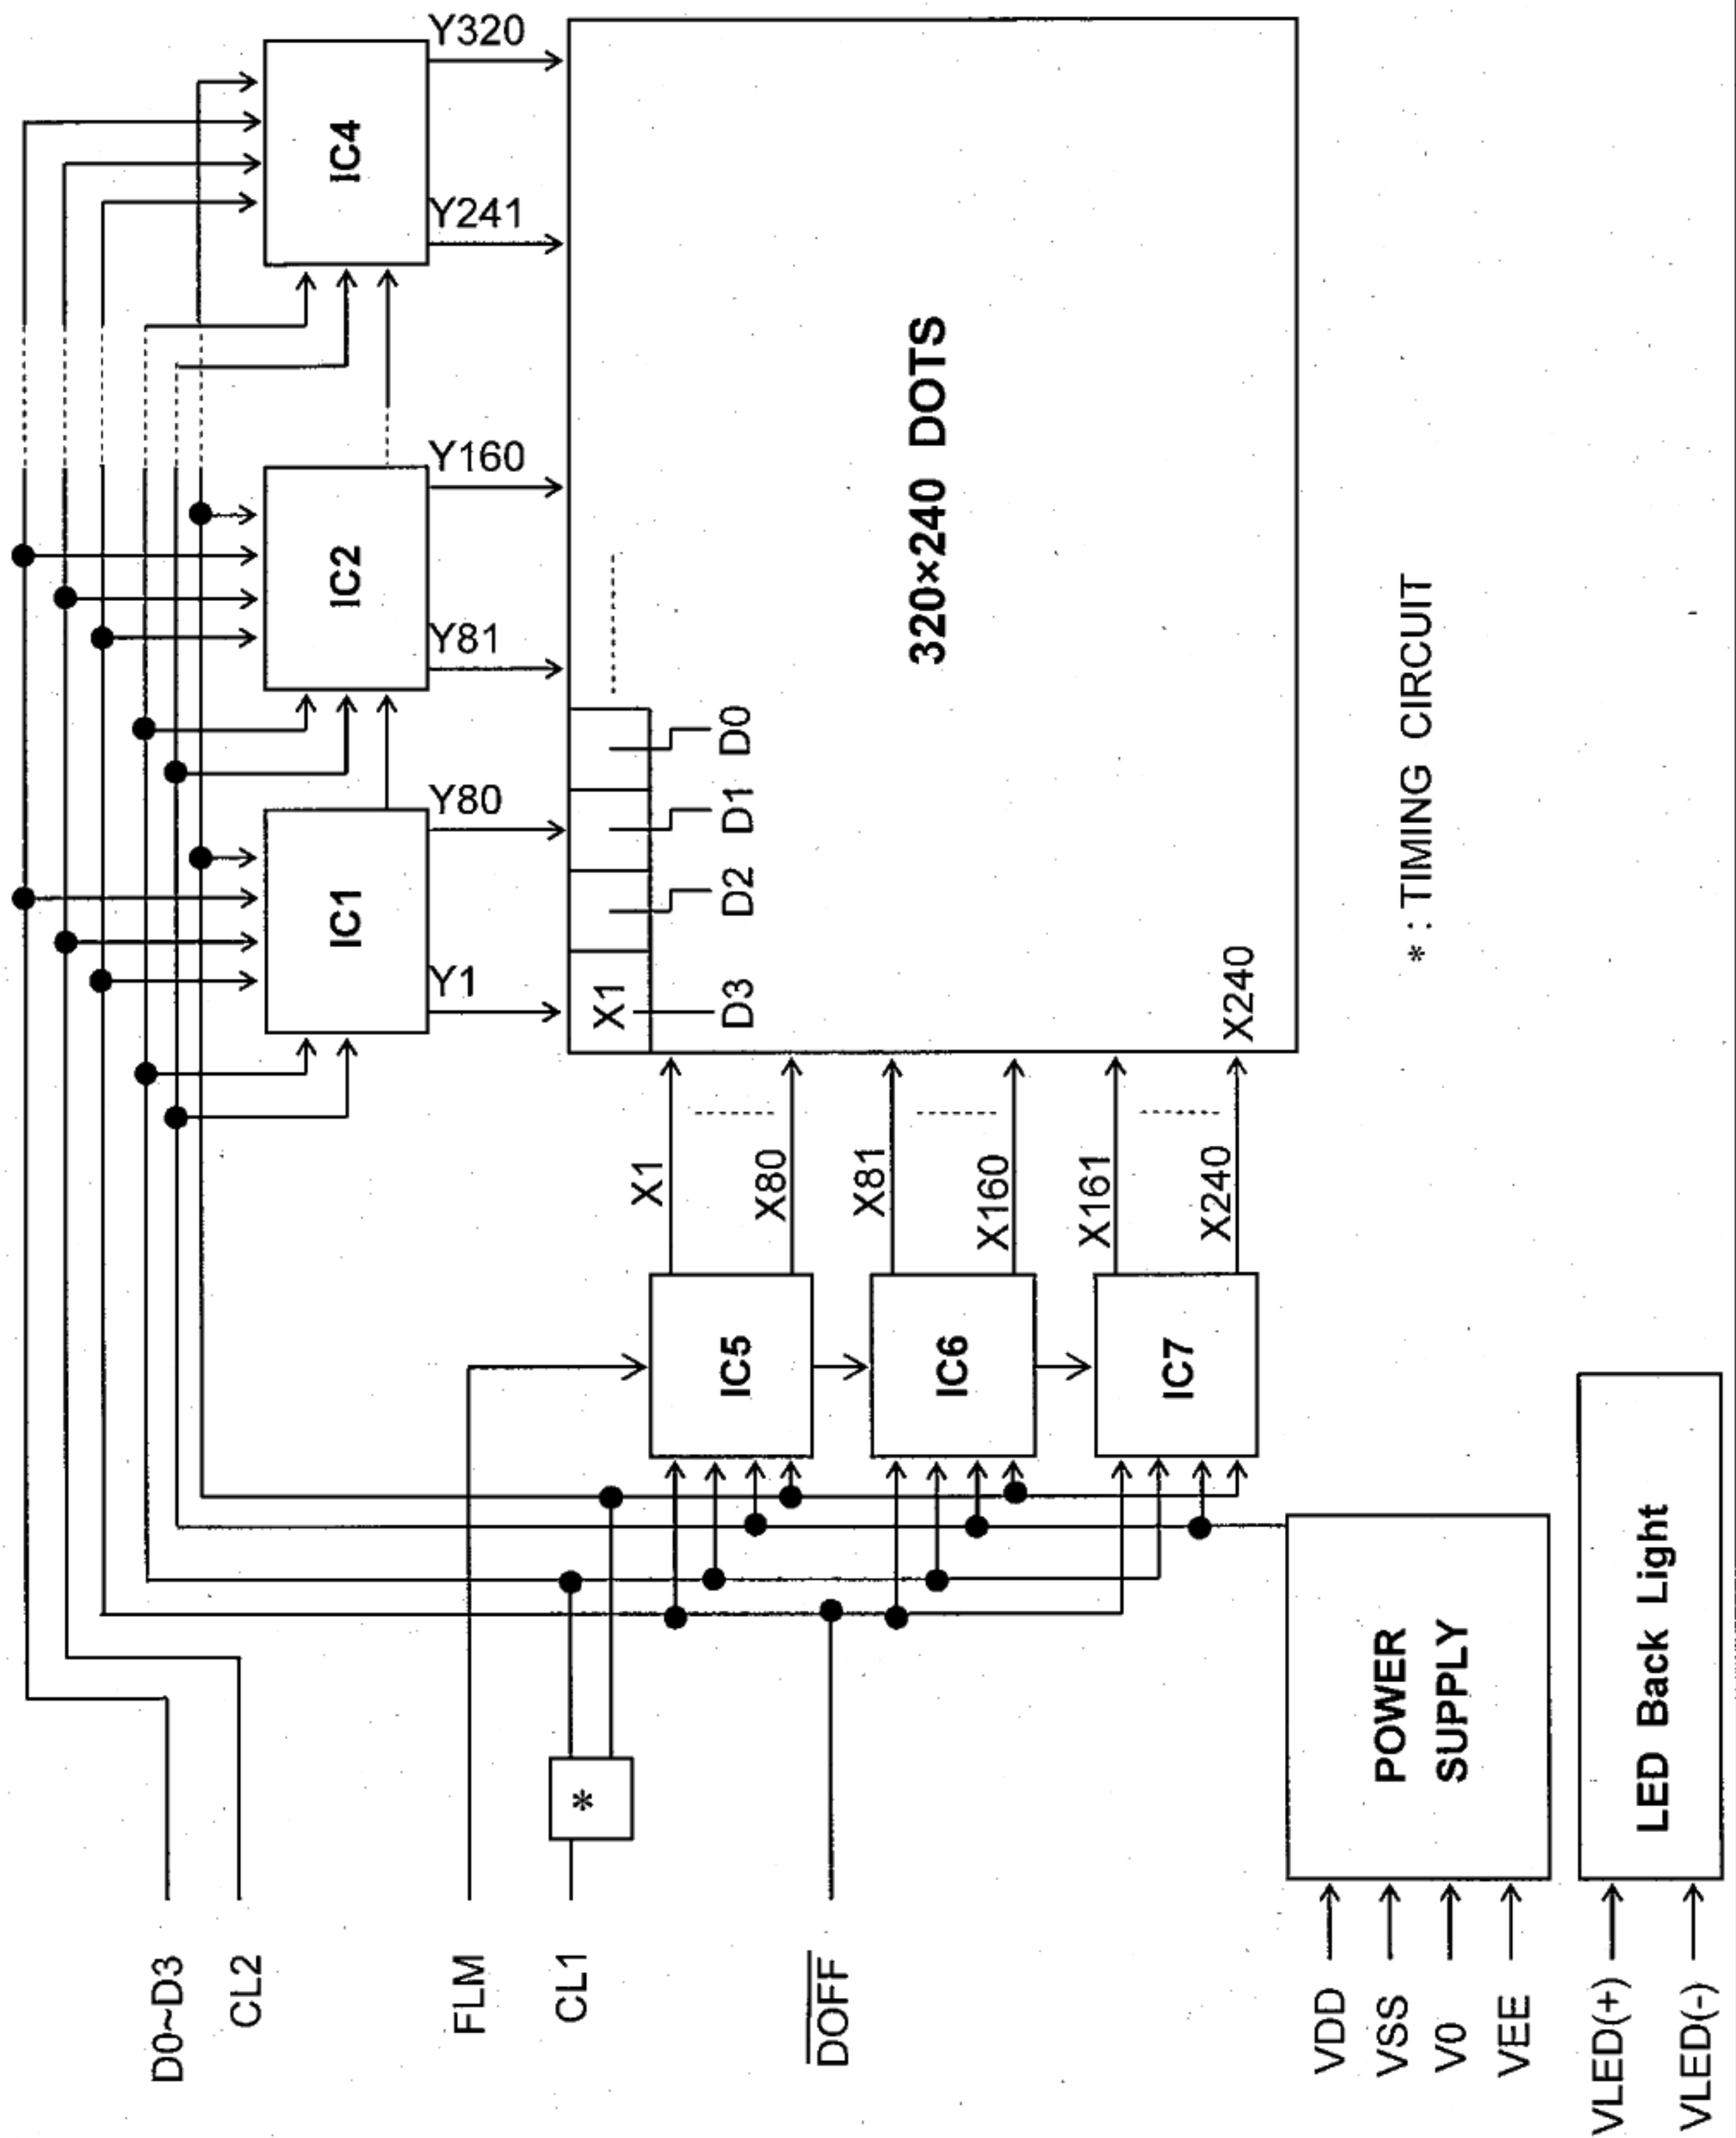 D0~D3
CL2
FLM
CL1
DOFF
VDD
VSS
V0
VEE
VLED(+)
VLED(-)
*
POWER
SUPPLY
LED Back Light
IC5
IC6
IC7
X1
X80
X81
X160
X161
X240
IC1
IC2
IC4
Y1
Y80
Y81
Y160
Y241
Y320
X1
D3
D2
D1
D0
X240
320×240 DOTS
* : TIMING CIRCUIT